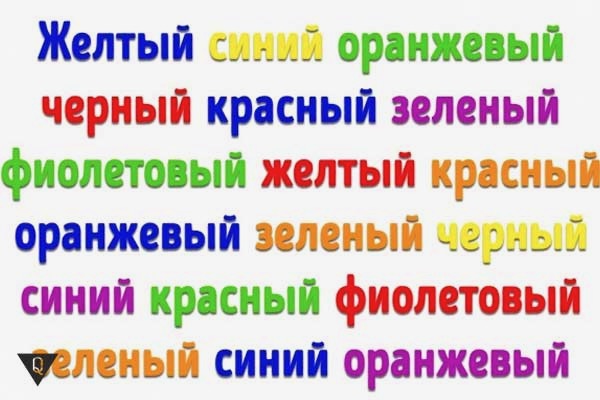 Желтый синий оранжевый
черный красный зеленый
фиолетовый желтый красный
оранжевый зеленый черный
синий красный фиолетовый
зеленый синий оранжевый
Q